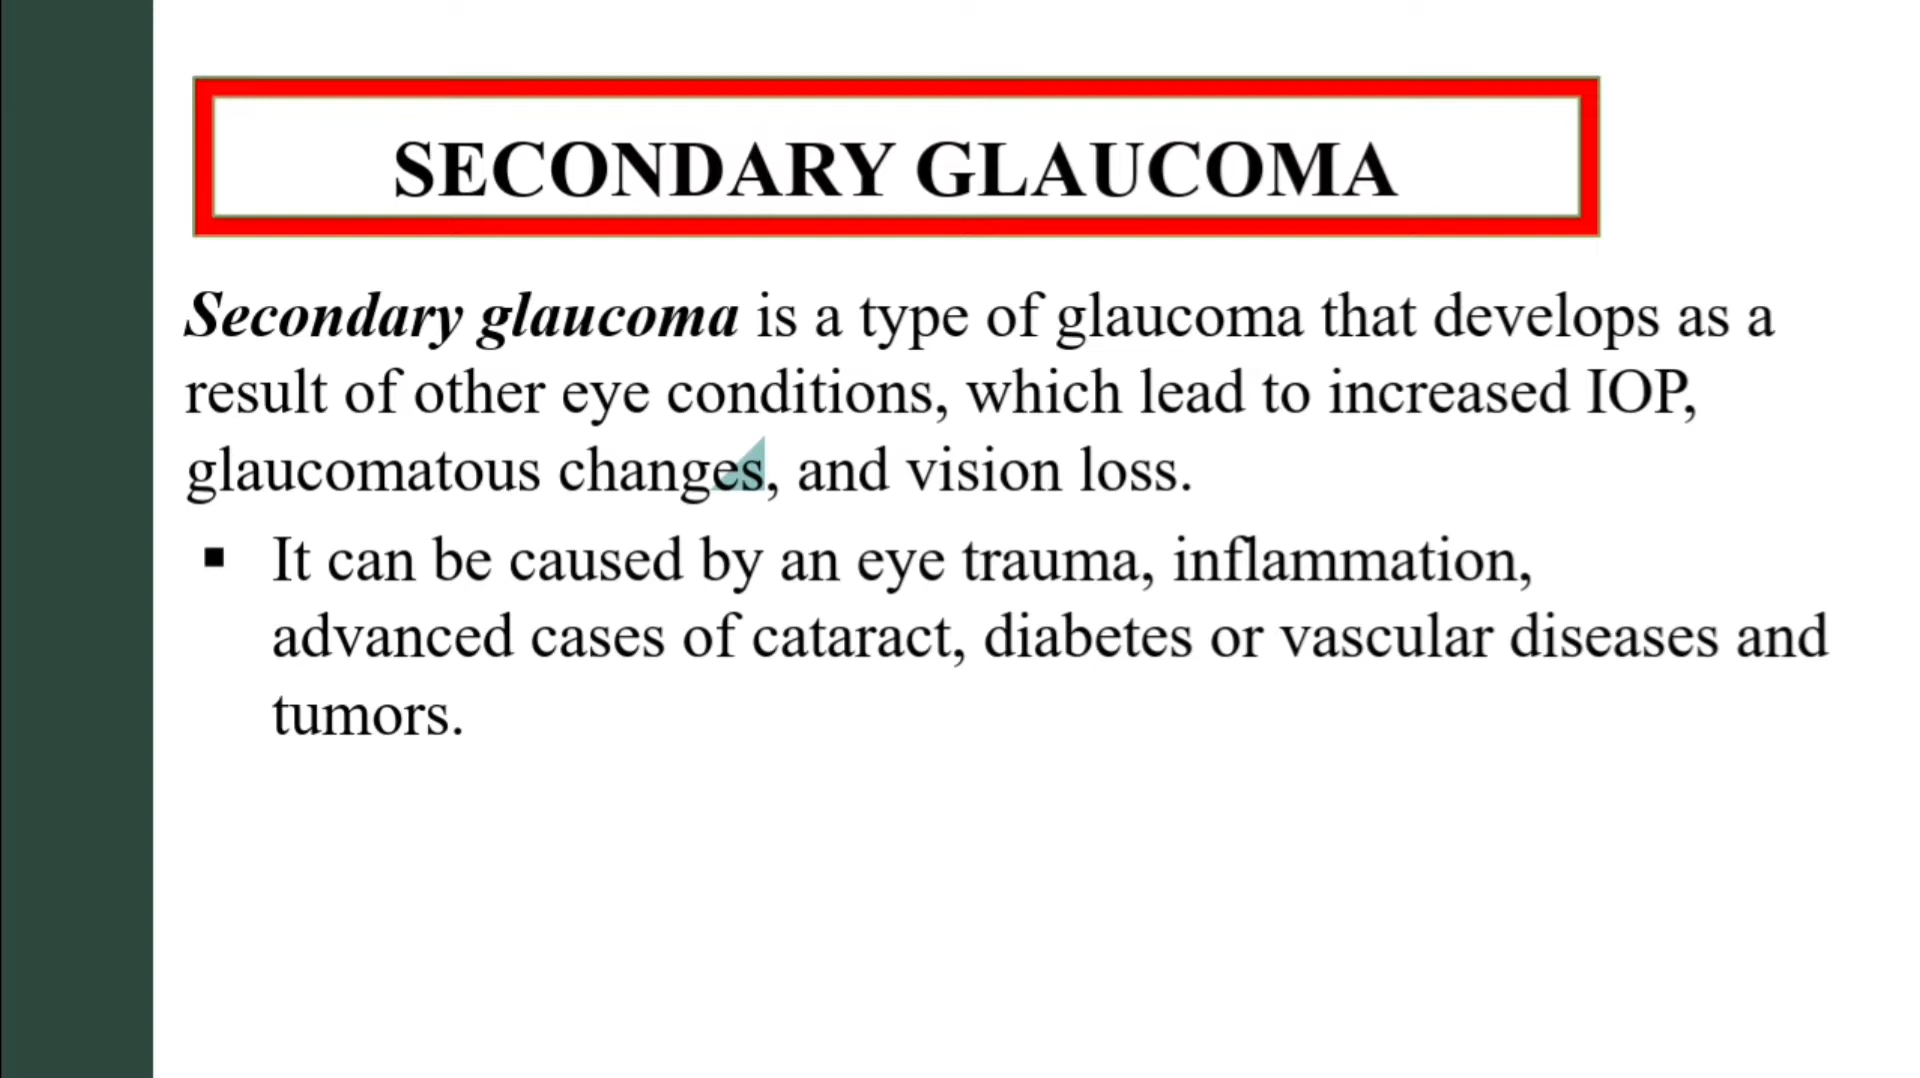 SECONDARY GLAUCOMA
Secondary glaucoma is a type of glaucoma that develops as a
result of other eye conditions, which lead to increased IOP,
glaucomatous changes, and vision loss.
▪ It can be caused by an eye trauma, inflammation,
advanced cases of cataract, diabetes or vascular diseases and
tumors.